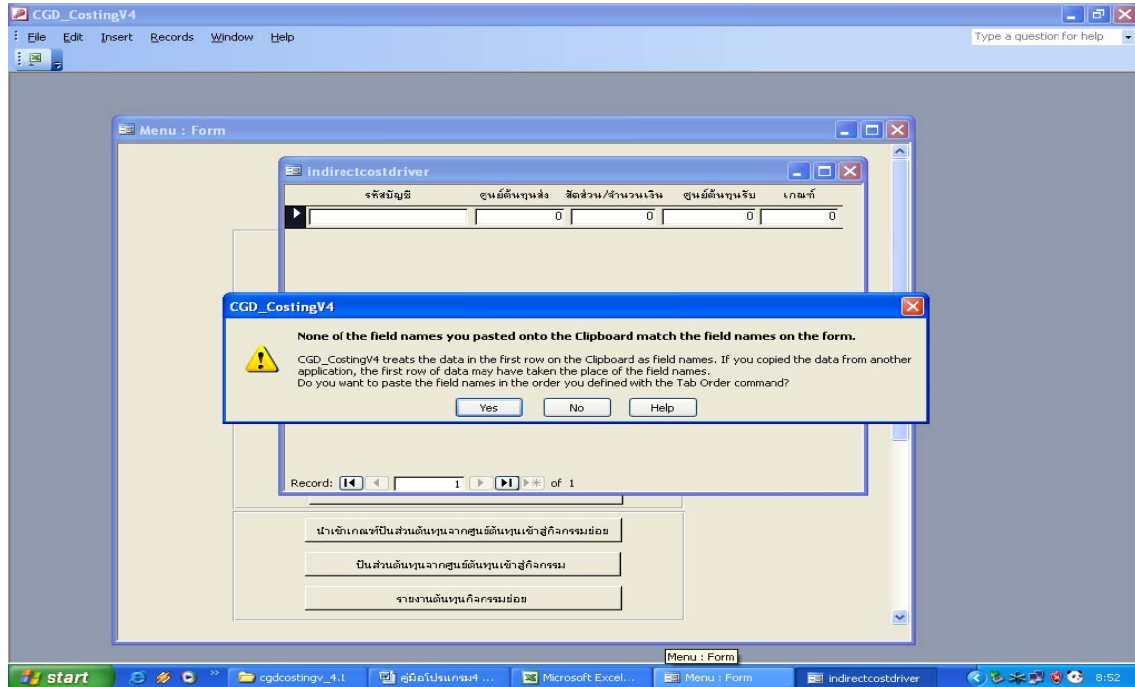 CGD_CostingV4
File Edit Insert Records Window Help
Type a question for help
Menu : Form
indirectcostdriver
รหัสบัญชี ศูนย์ต้นทุนส่ง สัดส่วน/จำนวนเงิน ศูนย์ต้นทุนรับ เกณฑ์
0 0 0 0
CGD_CostingV4
None of the field names you pasted onto the Clipboard match the field names on the form.
CGD_CostingV4 treats the data in the first row on the Clipboard as field names. If you copied the data from another
application, the first row of data may have taken the place of the field names.
Do you want to paste the field names in the order you defined with the Tab Order command?
Yes No Help
Record: 1 of 1
นำเข้าเกณฑ์ปันส่วนต้นทุนจากศูนย์ต้นทุนเข้าสู่กิจกรรมย่อย
ปันส่วนต้นทุนจากศูนย์ต้นทุนเข้าสู่กิจกรรม
รายงานต้นทุนกิจกรรมย่อย
Menu : Form
start cgdcostingv_4.1 คู่มือโปรแกรม4 ... Microsoft Excel... Menu : Form indirectcostdriver 8:52